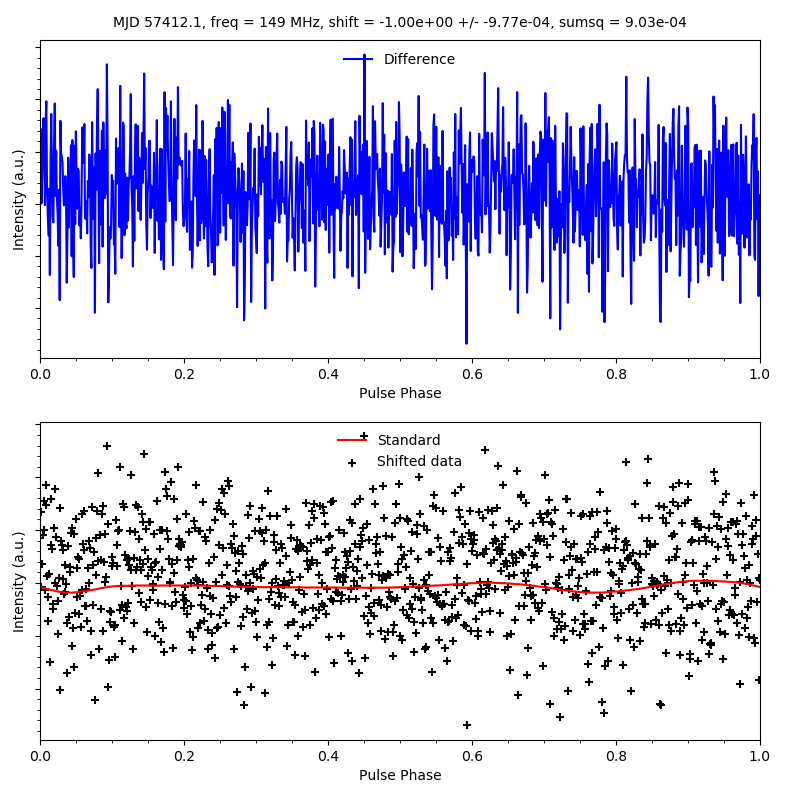 MJD 57412.1, freq = 149 MHz, shift = -1.00e+00 +/- -9.77e-04, sumsq = 9.03e-04
Difference
Intensity (a.u.)
0.0 0.2 0.4 0.6 0.8 1.0
Pulse Phase
Standard
Shifted data
Intensity (a.u.)
0.0 0.2 0.4 0.6 0.8 1.0
Pulse Phase